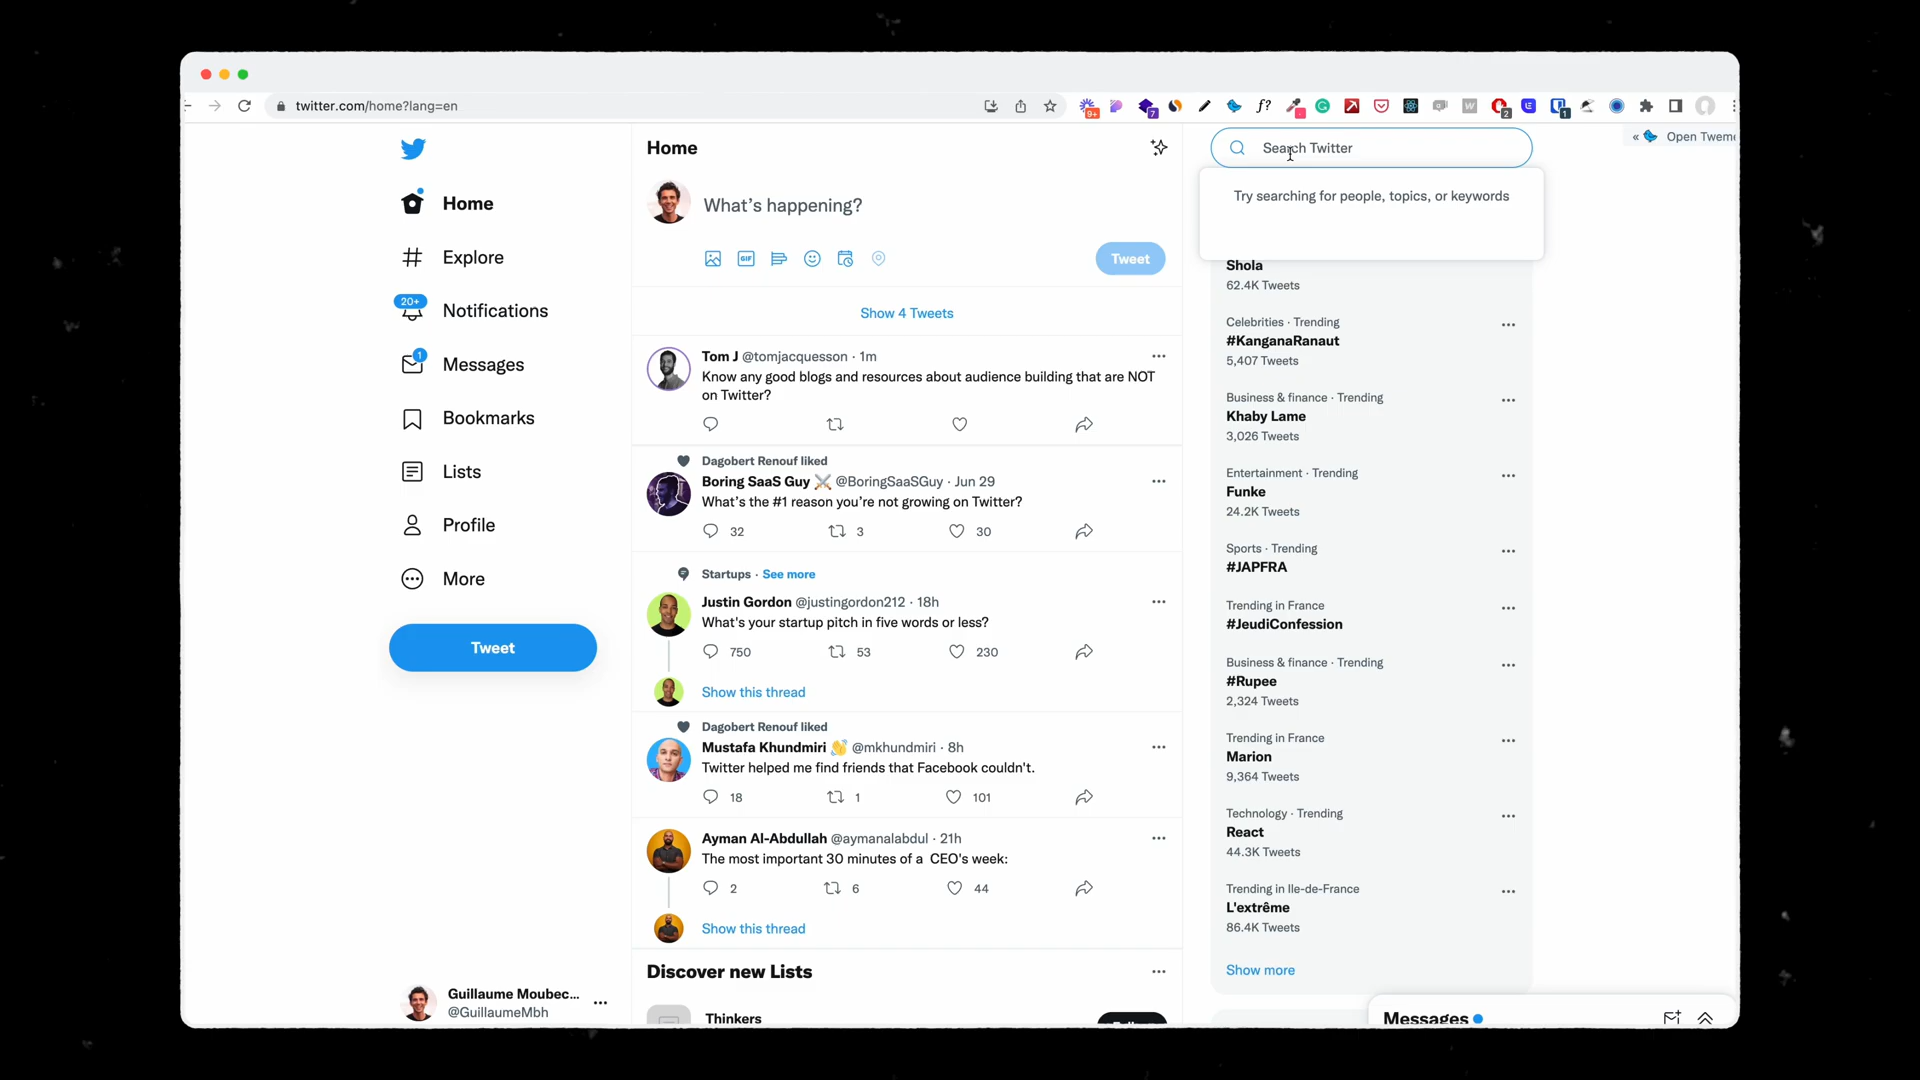 twitter.com/home?lang=en
9+
7
f?
2
1
Home
Explore
20+
Notifications
1
Messages
Bookmarks
Lists
Profile
More
Tweet
Guillaume Moubec...
@GuillaumeMbh
Home
What's happening?
GIF
Tweet
Show 4 Tweets
Tom J @tomjacquesson · 1m
Know any good blogs and resources about audience building that are NOT
on Twitter?
Dagobert Renouf liked
Boring SaaS Guy ⚔️ @BoringSaaSGuy · Jun 29
What's the #1 reason you're not growing on Twitter?
32 3 30
Startups · See more
Justin Gordon @justingordon212 · 18h
What's your startup pitch in five words or less?
750 53 230
Show this thread
Dagobert Renouf liked
Mustafa Khundmiri 👋 @mkhundmiri · 8h
Twitter helped me find friends that Facebook couldn't.
18 1 101
Ayman Al-Abdullah @aymanalabdul · 21h
The most important 30 minutes of a CEO's week:
2 6 44
Show this thread
Discover new Lists
Thinkers
« Open Tweme
Search Twitter
Try searching for people, topics, or keywords
Shola
62.4K Tweets
Celebrities · Trending
#KanganaRanaut
5,407 Tweets
Business & finance · Trending
Khaby Lame
3,026 Tweets
Entertainment · Trending
Funke
24.2K Tweets
Sports · Trending
#JAPFRA
Trending in France
#JeudiConfession
Business & finance · Trending
#Rupee
2,324 Tweets
Trending in France
Marion
9,364 Tweets
Technology · Trending
React
44.3K Tweets
Trending in Ile-de-France
L'extrême
86.4K Tweets
Show more
Messages